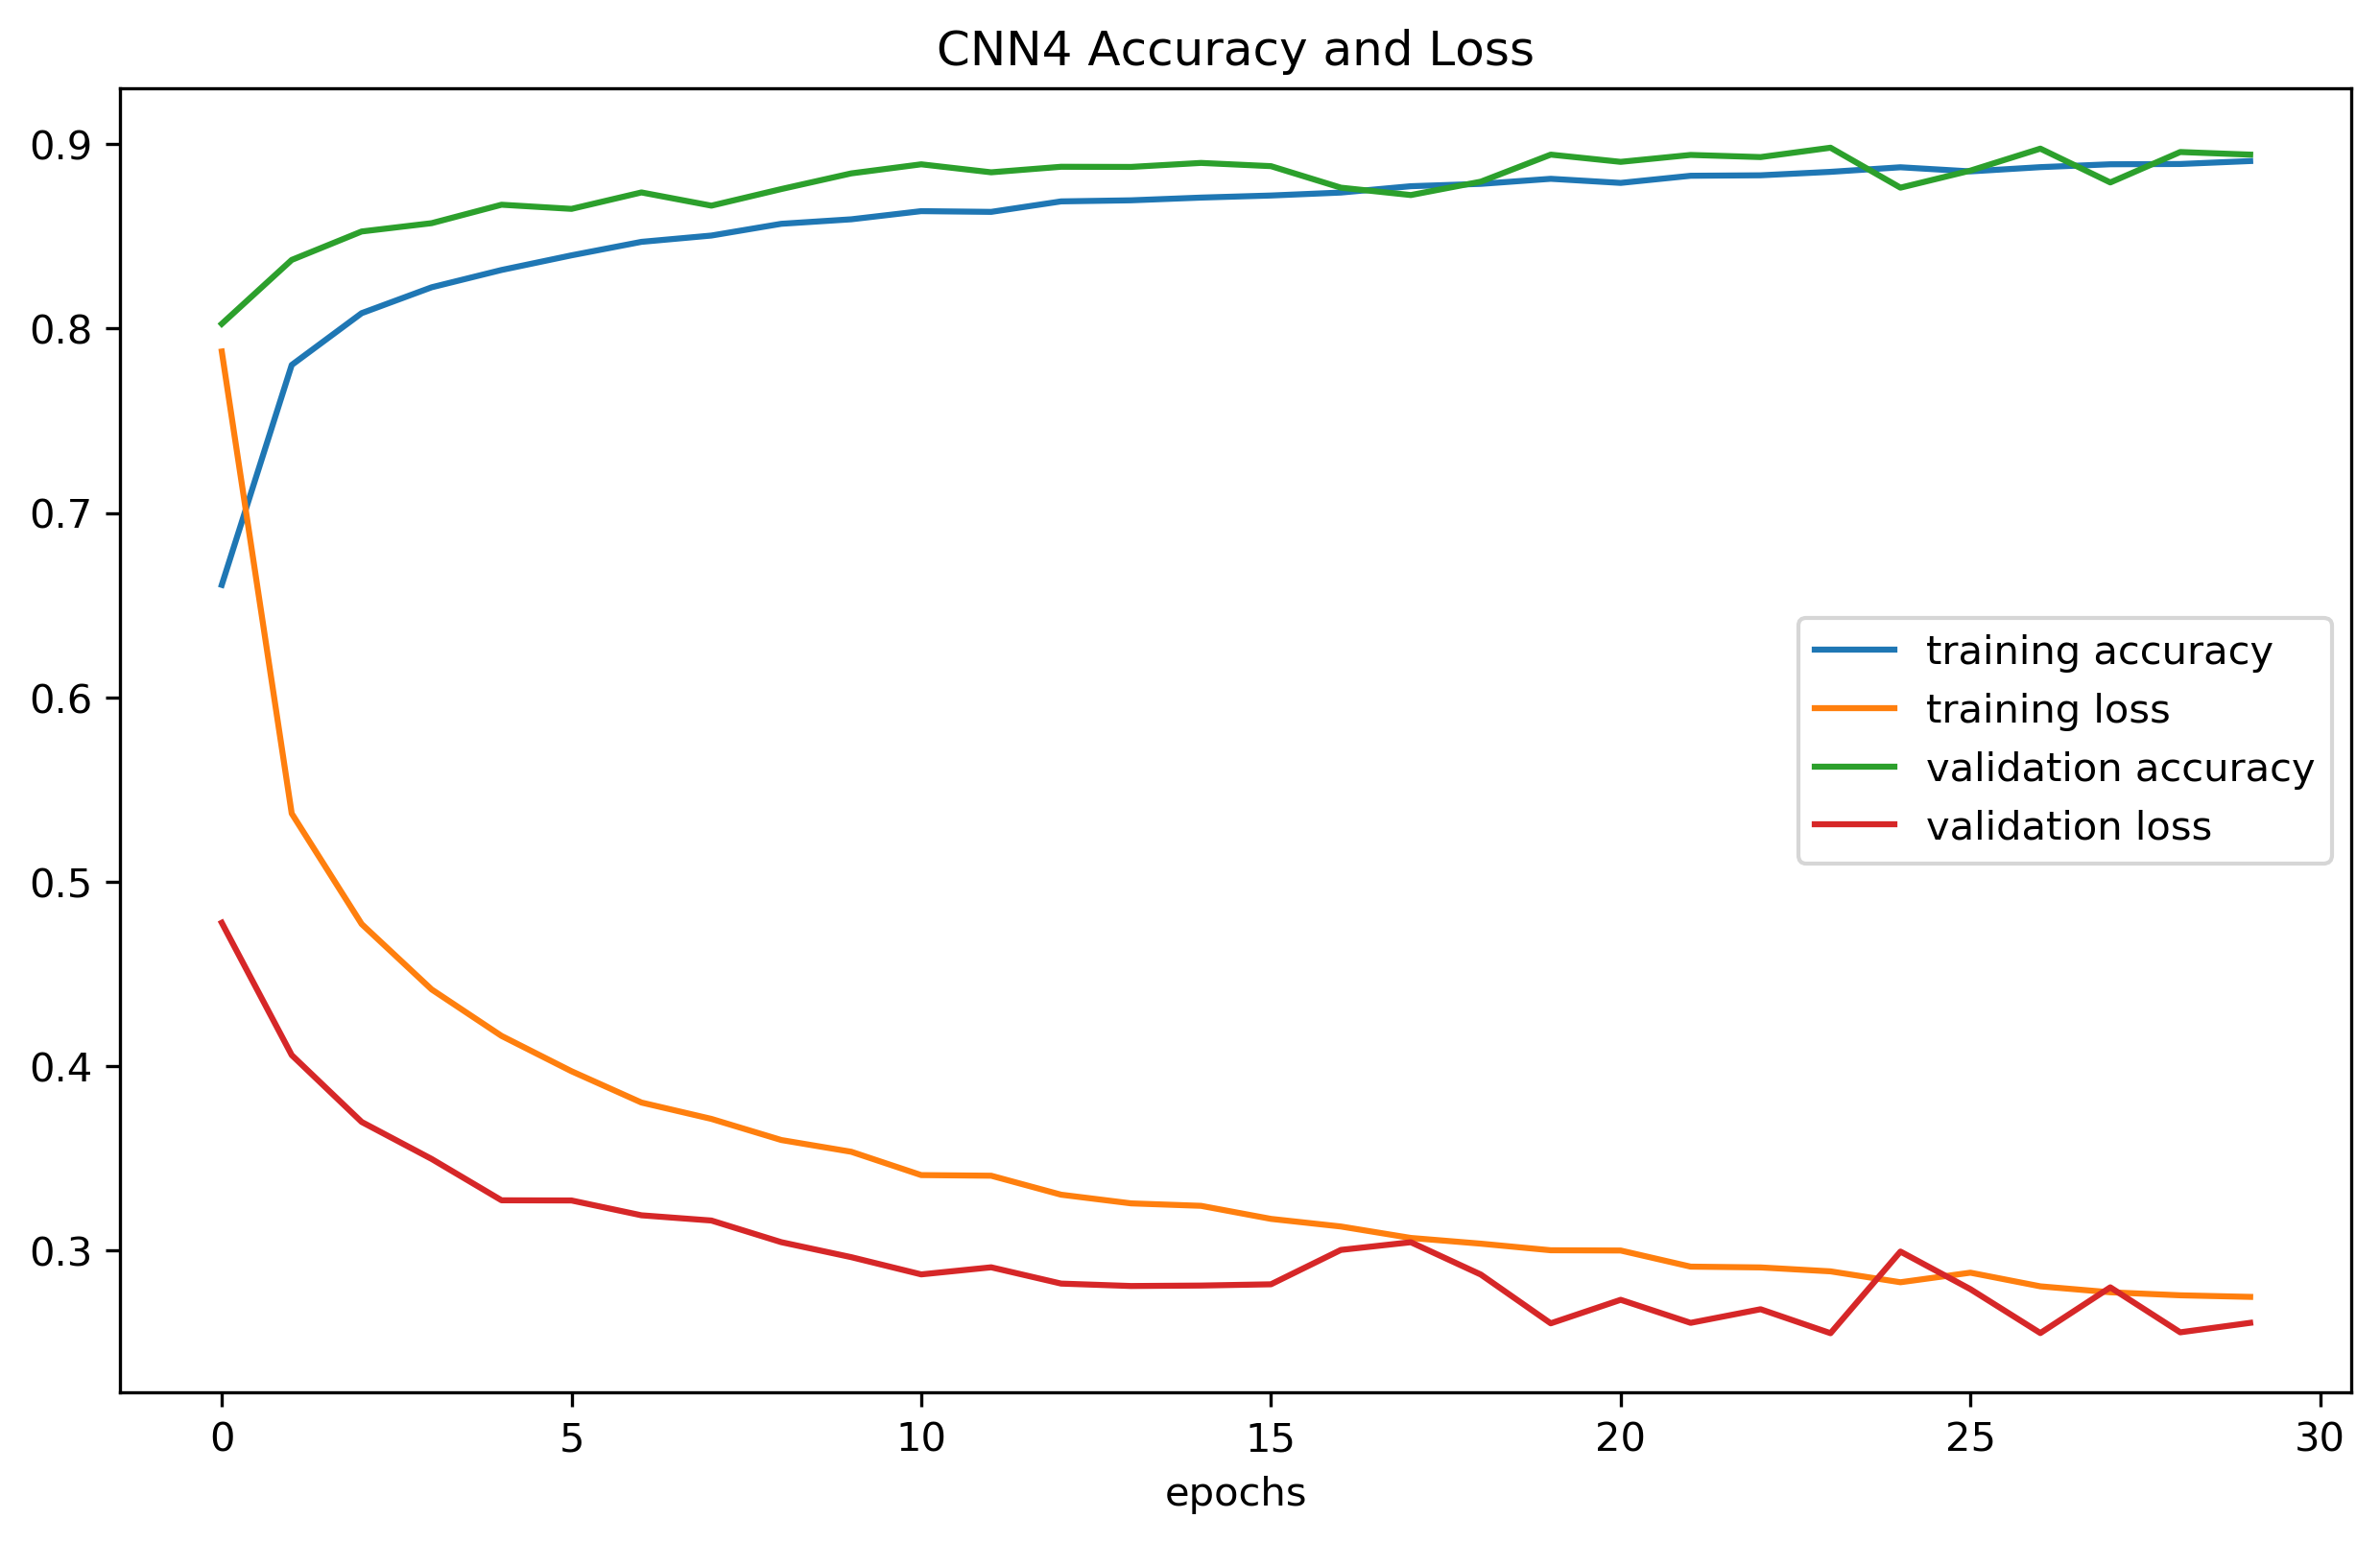 CNN4 Accuracy and Loss
0.9
0.8
0.7
0.6
0.5
0.4
0.3
training accuracy
training loss
validation accuracy
validation loss
0 5 10 15 20 25 30
epochs